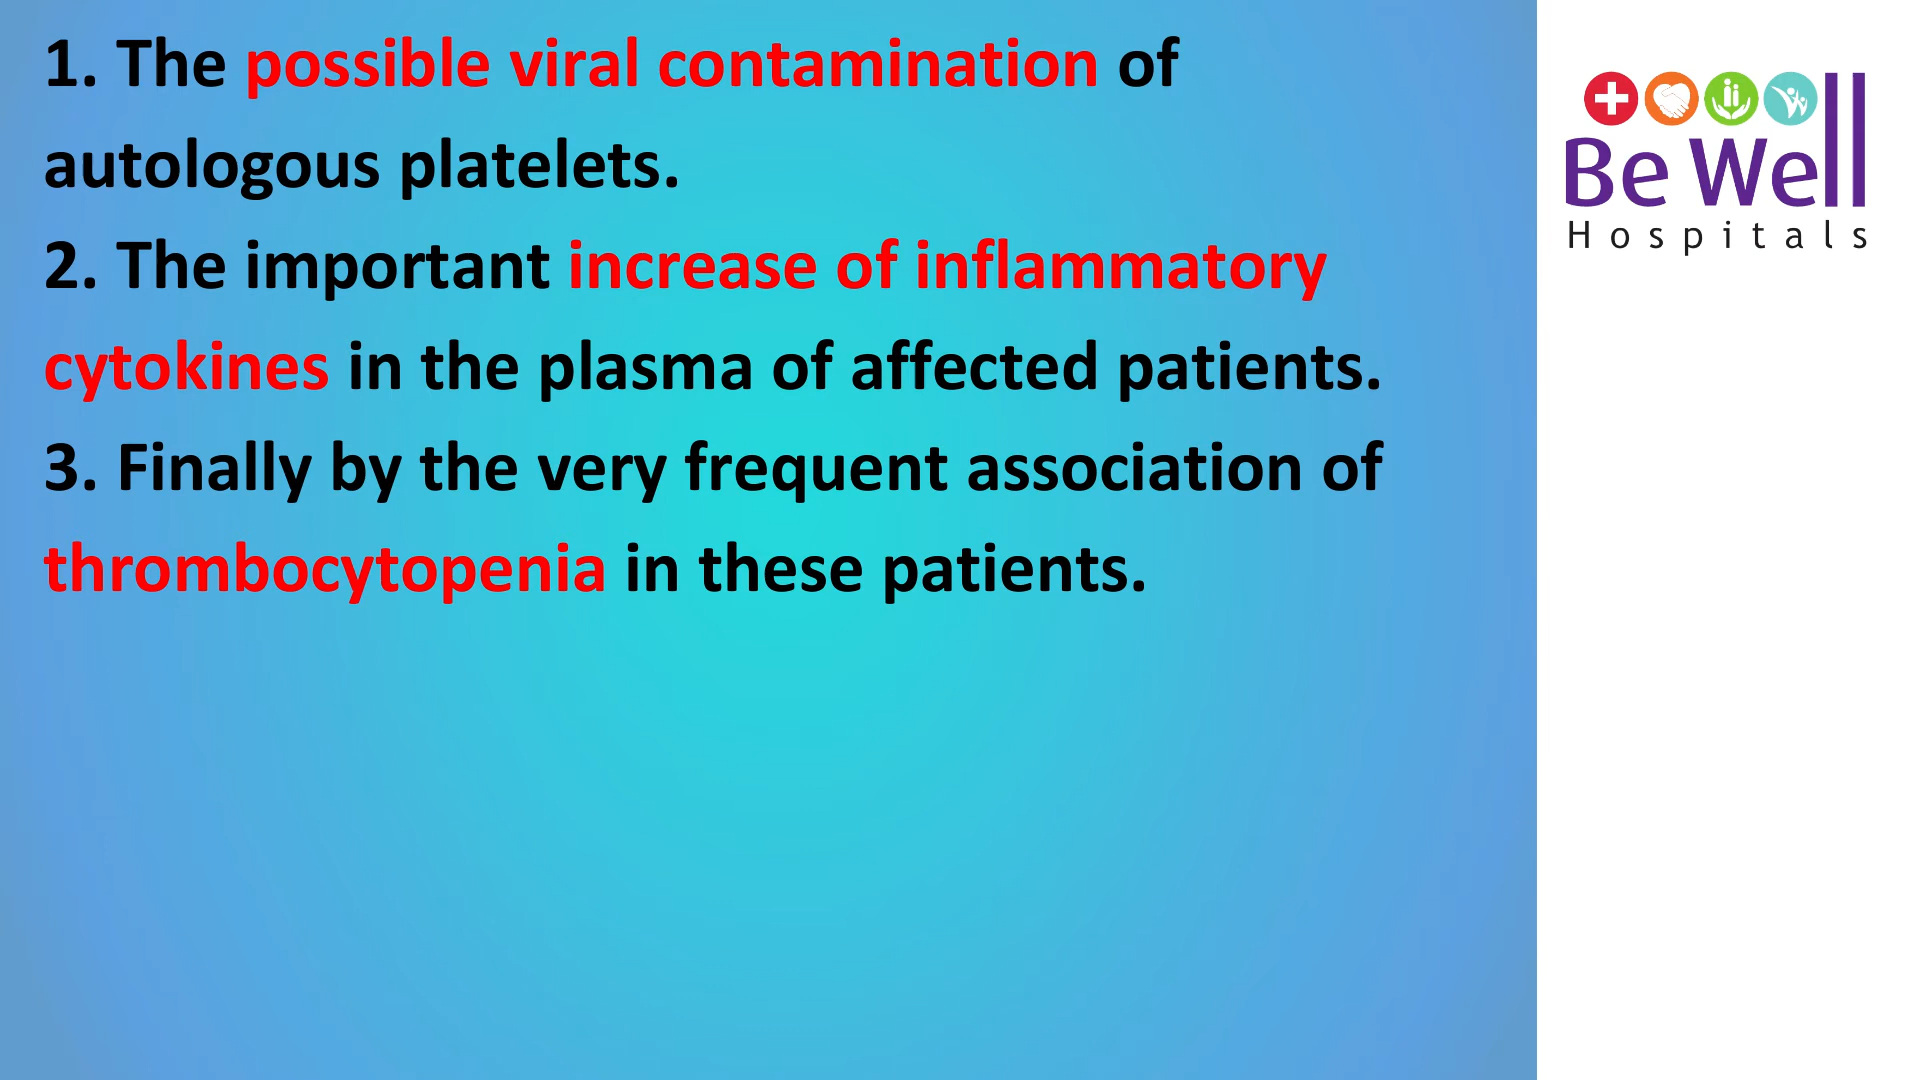 1. The possible viral contamination of
autologous platelets.
2. The important increase of inflammatory
cytokines in the plasma of affected patients.
3. Finally by the very frequent association of
thrombocytopenia in these patients.
Be Well
Hospitals